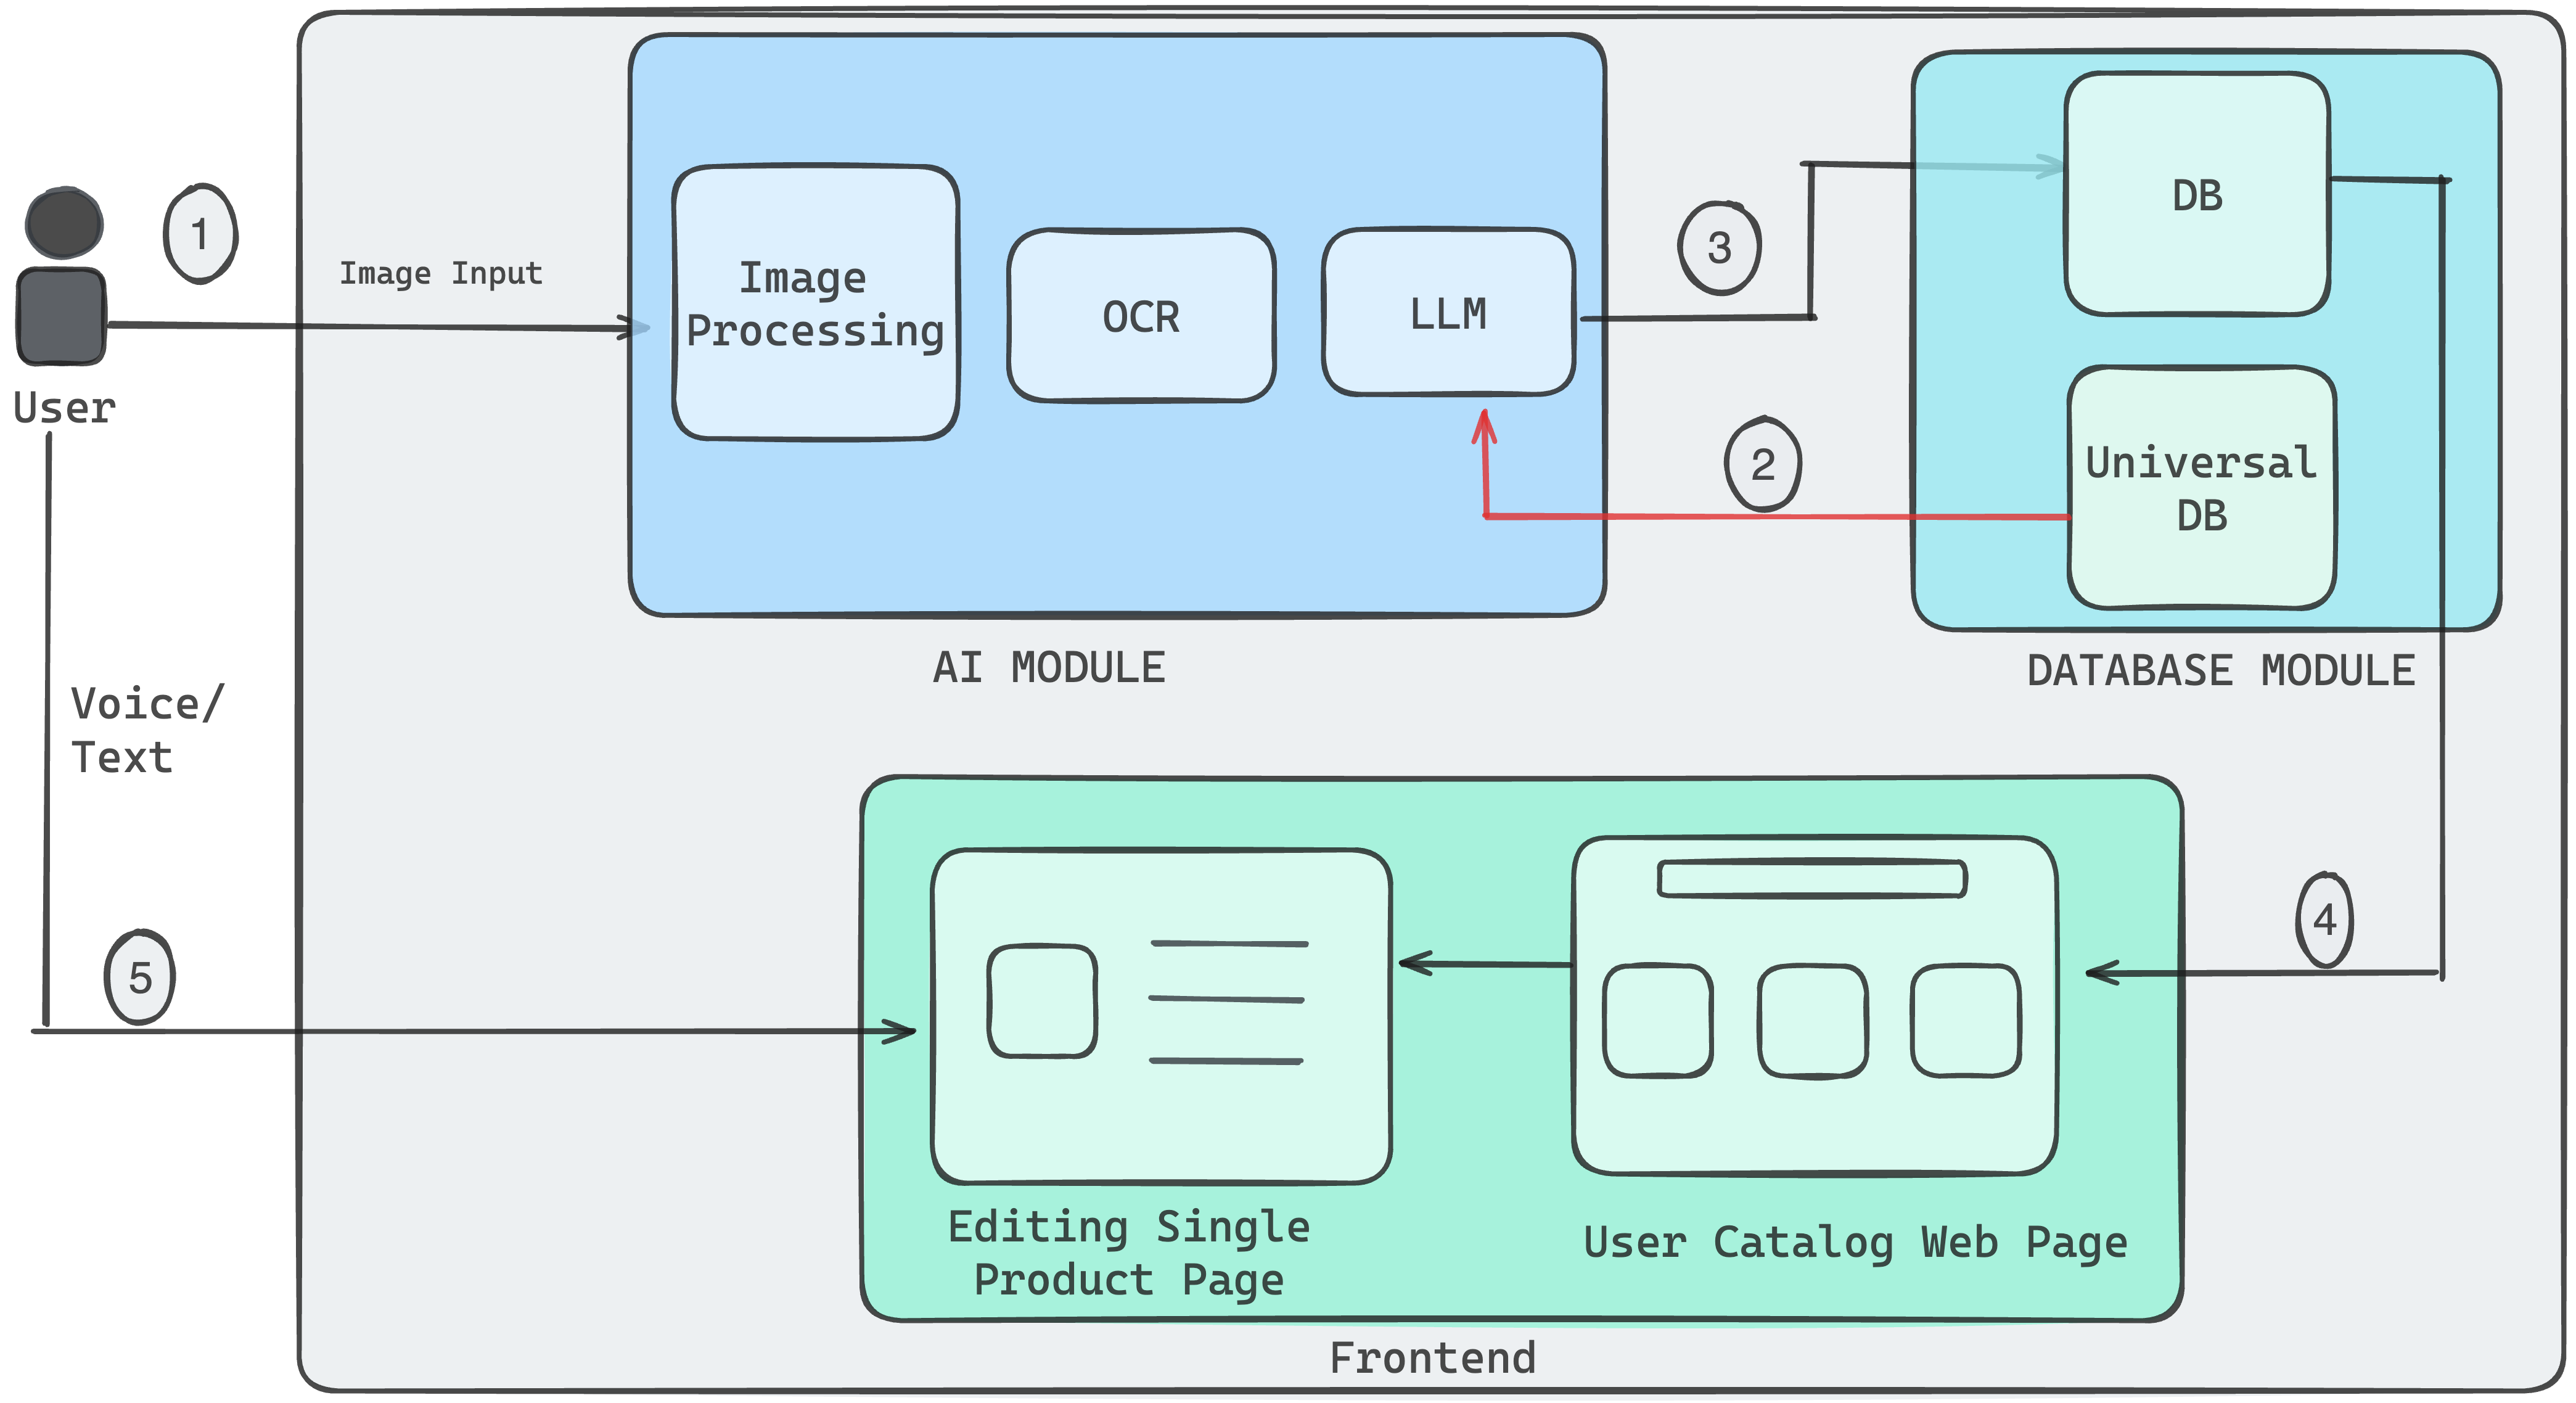 1
Image Input
User
Image
Processing
OCR
LLM
3
DB
2
Universal
DB
AI MODULE
DATABASE MODULE
Voice/
Text
5
4
Editing Single
Product Page
User Catalog Web Page
Frontend